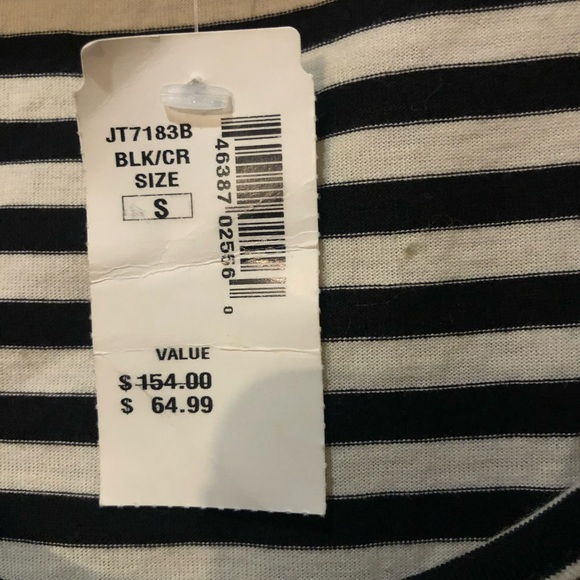 JT7183B
BLK/CR
SIZE
S
46387 02556 0
VALUE
$ 154.00
$ 64.99